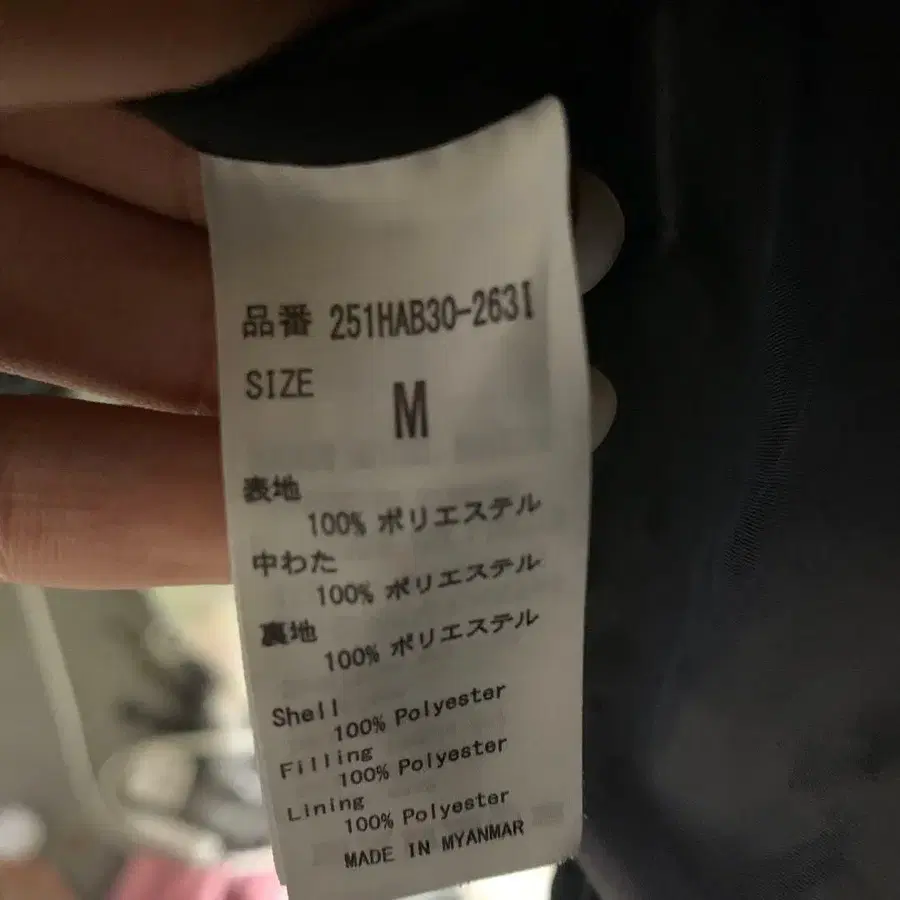 品番 251HAB30-263I
SIZE
M
表地
100% ポリエステル
中わた
100% ポリエステル
裏地
100% ポリエステル
Shell
100% Polyester
Filling
100% Polyester
Lining
100% Polyester
MADE IN MYANMAR